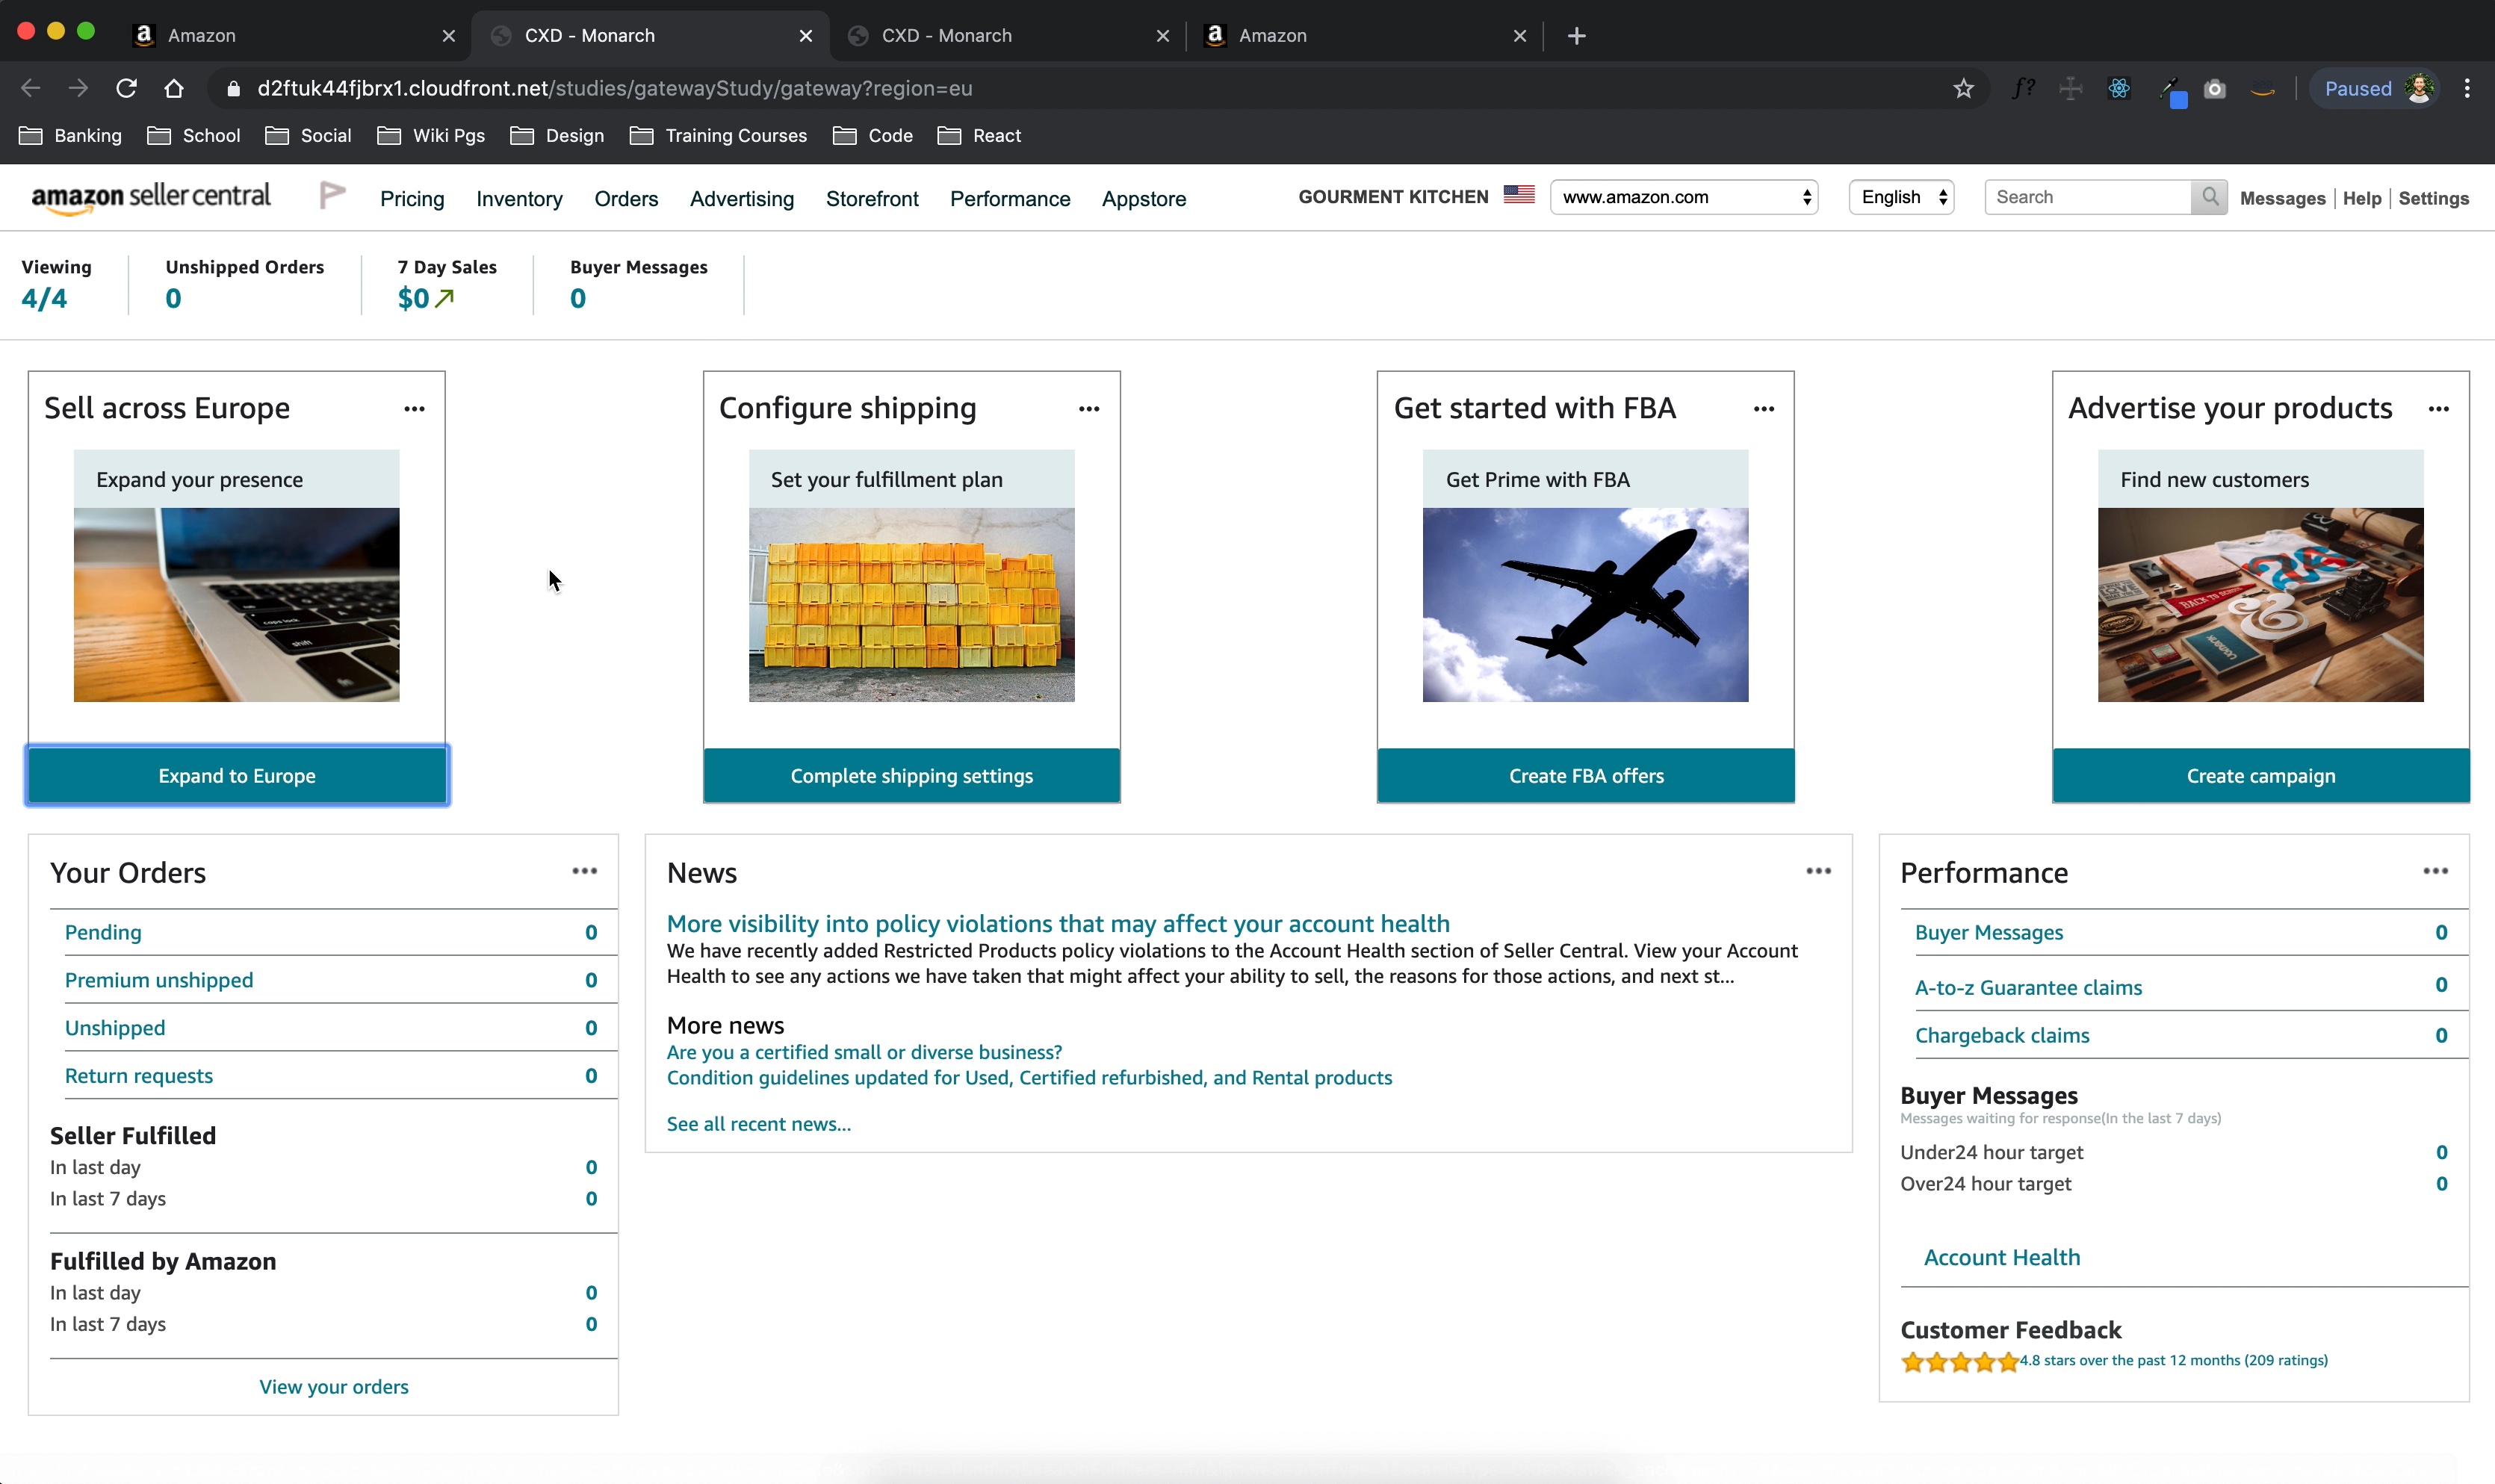 Amazon
CXD - Monarch
CXD - Monarch
Amazon
d2ftuk44fjbrx1.cloudfront.net/studies/gatewayStudy/gateway?region=eu
f?
Paused
Banking
School
Social
Wiki Pgs
Design
Training Courses
Code
React
amazon seller central
Pricing
Inventory
Orders
Advertising
Storefront
Performance
Appstore
GOURMENT KITCHEN
www.amazon.com
English
Search
Messages | Help | Settings
Viewing
4/4
Unshipped Orders
0
7 Day Sales
$0
Buyer Messages
0
Sell across Europe
Expand your presence
caps lock
shift
fn
Expand to Europe
Configure shipping
Set your fulfillment plan
Complete shipping settings
Get started with FBA
Get Prime with FBA
Create FBA offers
Advertise your products
Find new customers
BACK TO SCHOOL
Create campaign
Your Orders
Pending 0
Premium unshipped 0
Unshipped 0
Return requests 0
Seller Fulfilled
In last day 0
In last 7 days 0
Fulfilled by Amazon
In last day 0
In last 7 days 0
View your orders
News
More visibility into policy violations that may affect your account health
We have recently added Restricted Products policy violations to the Account Health section of Seller Central. View your Account
Health to see any actions we have taken that might affect your ability to sell, the reasons for those actions, and next st...
More news
Are you a certified small or diverse business?
Condition guidelines updated for Used, Certified refurbished, and Rental products
See all recent news...
Performance
Buyer Messages 0
A-to-z Guarantee claims 0
Chargeback claims 0
Buyer Messages
Messages waiting for response(In the last 7 days)
Under24 hour target 0
Over24 hour target 0
Account Health
Customer Feedback
4.8 stars over the past 12 months (209 ratings)